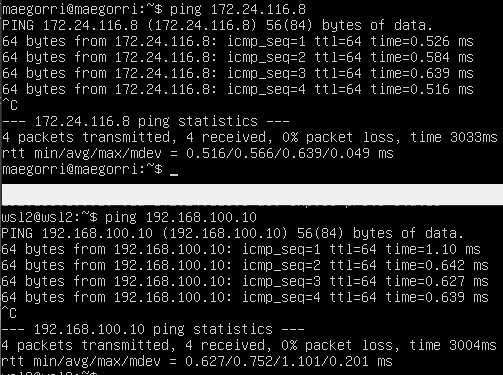 maegorri@maegorri:~$ ping 172.24.116.8
PING 172.24.116.8 (172.24.116.8) 56(84) bytes of data.
64 bytes from 172.24.116.8: icmp_seq=1 ttl=64 time=0.526 ms
64 bytes from 172.24.116.8: icmp_seq=2 ttl=64 time=0.584 ms
64 bytes from 172.24.116.8: icmp_seq=3 ttl=64 time=0.639 ms
64 bytes from 172.24.116.8: icmp_seq=4 ttl=64 time=0.516 ms
^C
--- 172.24.116.8 ping statistics ---
4 packets transmitted, 4 received, 0% packet loss, time 3033ms
rtt min/avg/max/mdev = 0.516/0.566/0.639/0.049 ms
maegorri@maegorri:~$ _
wsl2@wsl2:~$ ping 192.168.100.10
PING 192.168.100.10 (192.168.100.10) 56(84) bytes of data.
64 bytes from 192.168.100.10: icmp_seq=1 ttl=64 time=1.10 ms
64 bytes from 192.168.100.10: icmp_seq=2 ttl=64 time=0.642 ms
64 bytes from 192.168.100.10: icmp_seq=3 ttl=64 time=0.627 ms
64 bytes from 192.168.100.10: icmp_seq=4 ttl=64 time=0.639 ms
^C
--- 192.168.100.10 ping statistics ---
4 packets transmitted, 4 received, 0% packet loss, time 3004ms
rtt min/avg/max/mdev = 0.627/0.752/1.101/0.201 ms